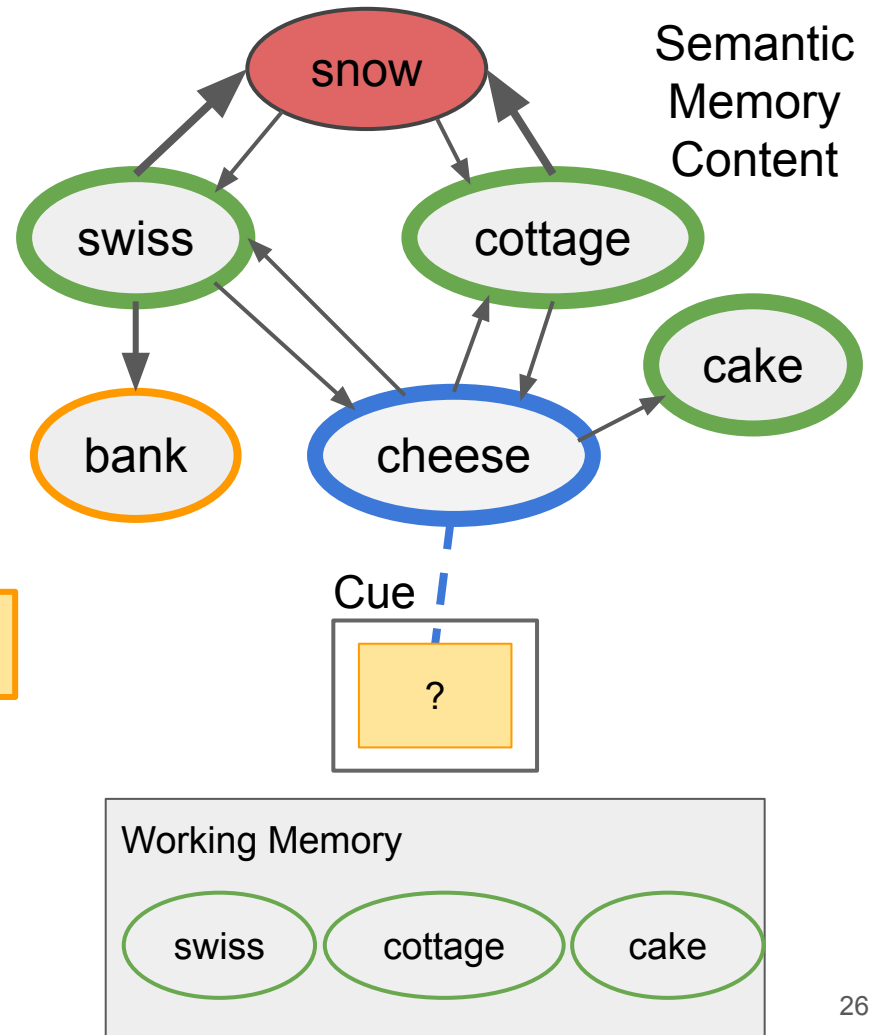 Semantic
Memory
Content
snow
swiss
cottage
cake
bank
cheese
Cue
?
Working Memory
swiss
cottage
cake
26